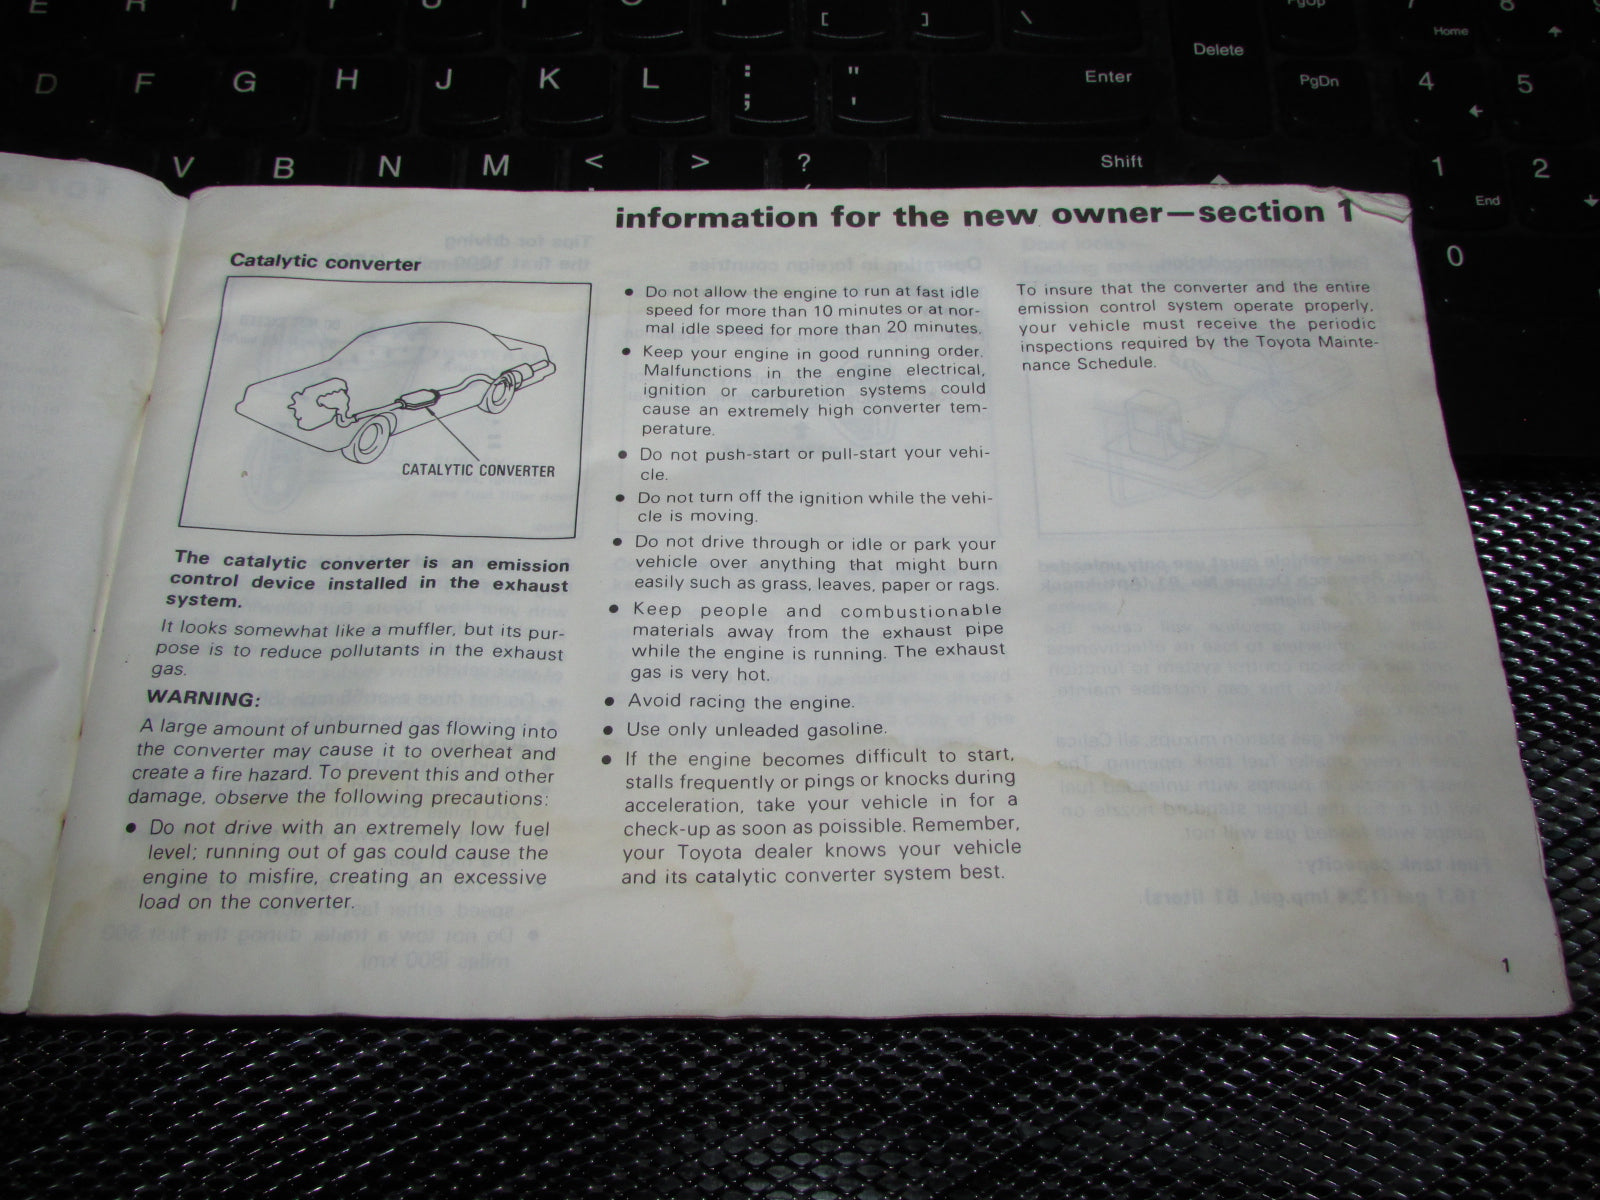 E R T Y U I O P [ ] \ PgUp 7 8
Home
Delete
D F G H J K L : ; " ' Enter PgDn 4 5
V B N M < > ? Shift 1 2
End
0
information for the new owner—section 1
Catalytic converter
CATALYTIC CONVERTER
The catalytic converter is an emission
control device installed in the exhaust
system.
It looks somewhat like a muffler, but its pur-
pose is to reduce pollutants in the exhaust
gas.
WARNING:
A large amount of unburned gas flowing into
the converter may cause it to overheat and
create a fire hazard. To prevent this and other
damage, observe the following precautions:
● Do not drive with an extremely low fuel
level; running out of gas could cause the
engine to misfire, creating an excessive
load on the converter.
● Do not allow the engine to run at fast idle
speed for more than 10 minutes or at nor-
mal idle speed for more than 20 minutes.
● Keep your engine in good running order.
Malfunctions in the engine electrical,
ignition or carburetion systems could
cause an extremely high converter tem-
perature.
● Do not push-start or pull-start your vehi-
cle.
● Do not turn off the ignition while the vehi-
cle is moving.
● Do not drive through or idle or park your
vehicle over anything that might burn
easily such as grass, leaves, paper or rags.
● Keep people and combustionable
materials away from the exhaust pipe
while the engine is running. The exhaust
gas is very hot.
● Avoid racing the engine.
● Use only unleaded gasoline.
● If the engine becomes difficult to start,
stalls frequently or pings or knocks during
acceleration, take your vehicle in for a
check-up as soon as poissible. Remember,
your Toyota dealer knows your vehicle
and its catalytic converter system best.
To insure that the converter and the entire
emission control system operate properly,
your vehicle must receive the periodic
inspections required by the Toyota Mainte-
nance Schedule.
1